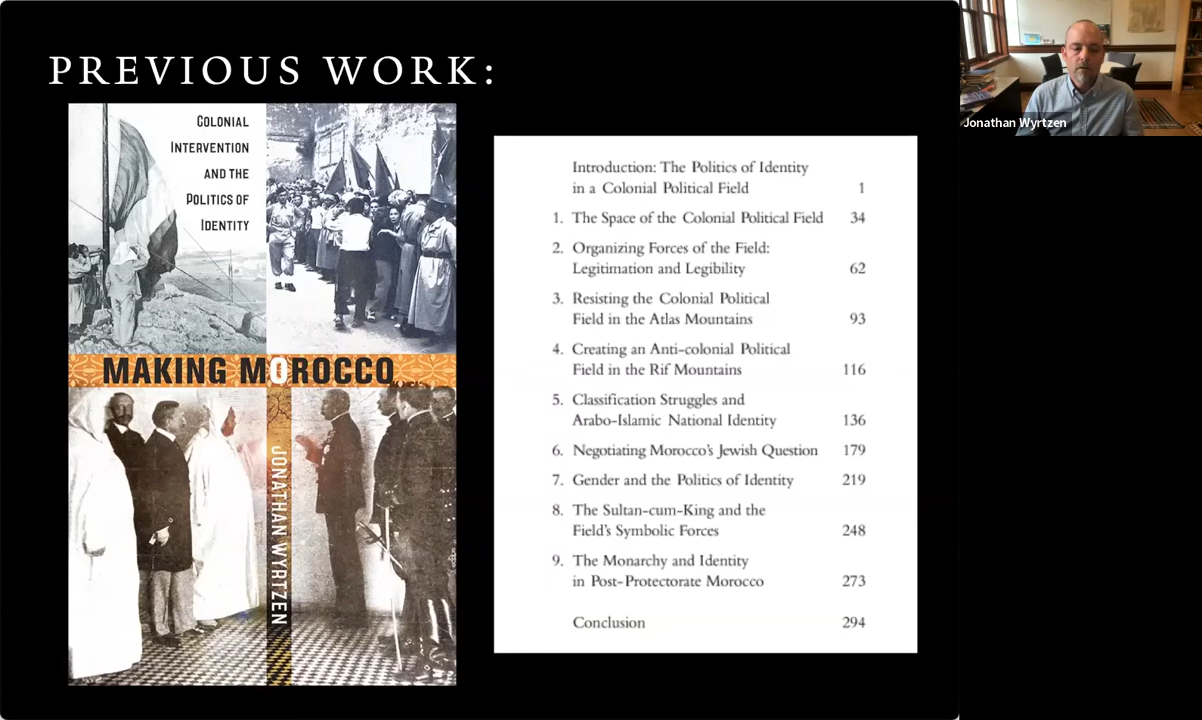 PREVIOUS WORK:
COLONIAL
INTERVENTION
AND THE
POLITICS OF
IDENTITY
MAKING MOROCCO
JONATHAN WYRTZEN
Introduction: The Politics of Identity
in a Colonial Political Field 1
1. The Space of the Colonial Political Field 34
2. Organizing Forces of the Field:
Legitimation and Legibility 62
3. Resisting the Colonial Political
Field in the Atlas Mountains 93
4. Creating an Anti-colonial Political
Field in the Rif Mountains 116
5. Classification Struggles and
Arabo-Islamic National Identity 136
6. Negotiating Morocco's Jewish Question 179
7. Gender and the Politics of Identity 219
8. The Sultan-cum-King and the
Field's Symbolic Forces 248
9. The Monarchy and Identity
in Post-Protectorate Morocco 273
Conclusion 294
Jonathan Wyrtzen